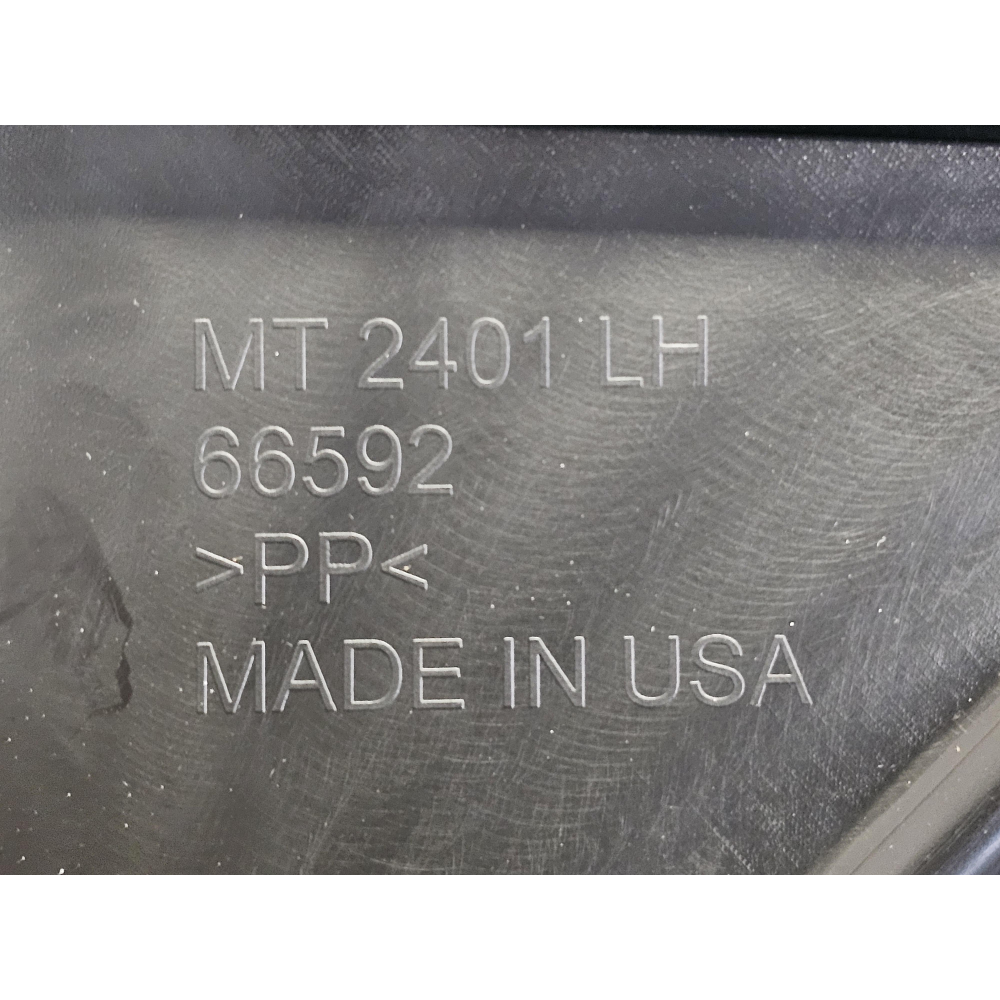 MT 2401 LH
66592
>PP<
MADE IN USA